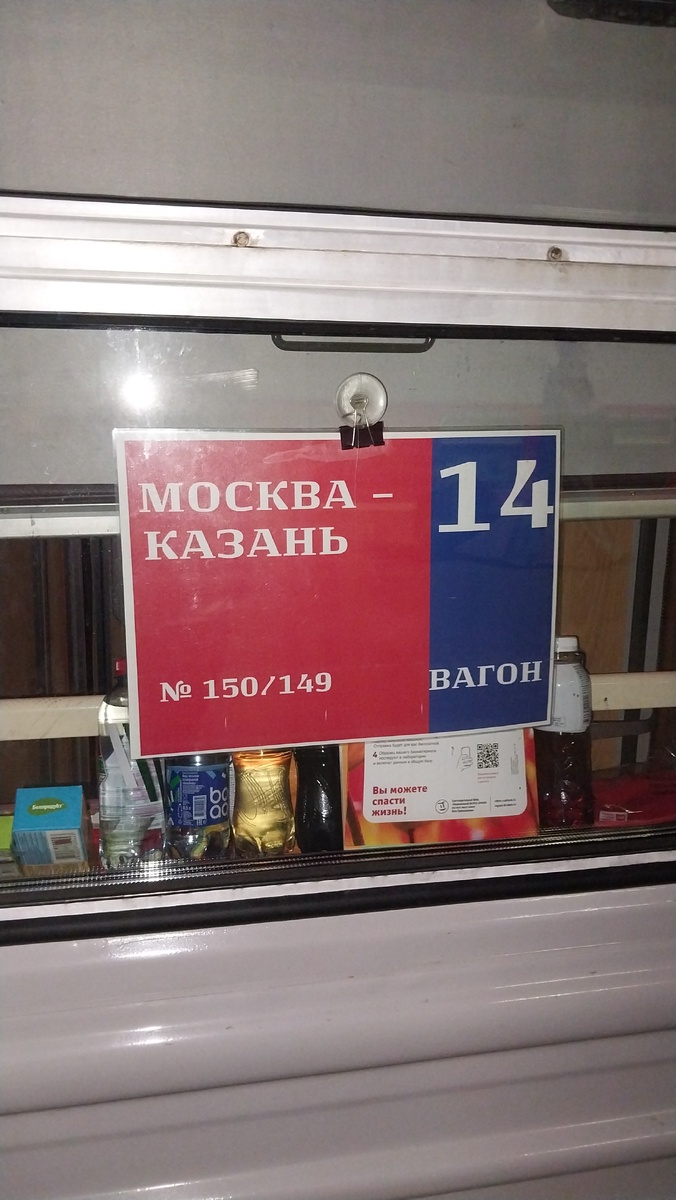 МОСКВА –
КАЗАНЬ
№ 150/149
14
ВАГОН
Вы можете
спасти
жизнь!